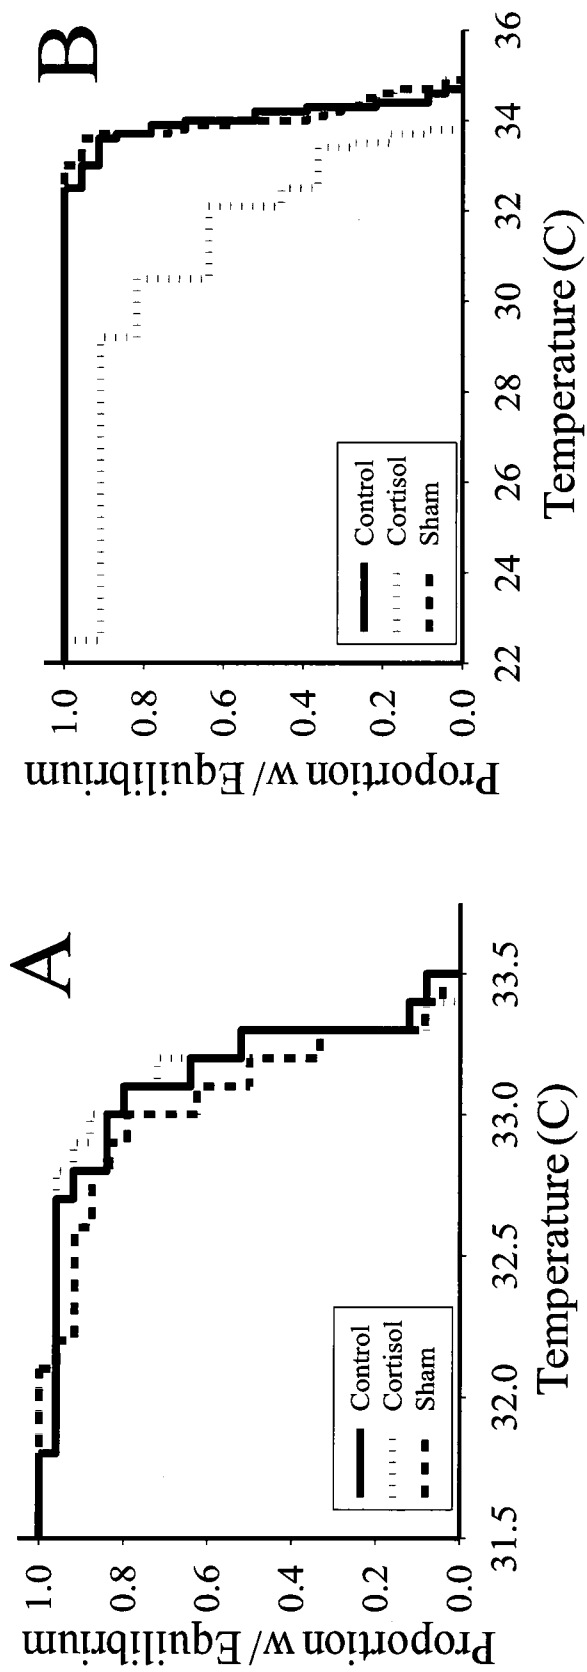 A
Proportion w/Equilibrium
1.0
0.8
0.6
0.4
0.2
0.0
Control
Cortisol
Sham
31.5 32.0 32.5 33.0 33.5
Temperature (C)
B
Proportion w/Equilibrium
1.0
0.8
0.6
0.4
0.2
0.0
Control
Cortisol
Sham
22 24 26 28 30 32 34 36
Temperature (C)